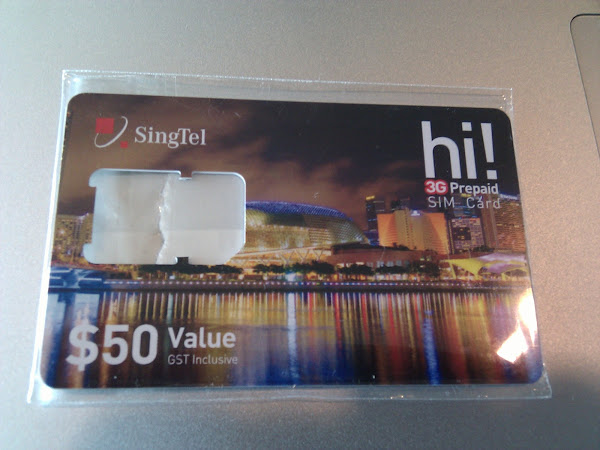 SingTel
hi!
3G Prepaid
SIM Card
$50 Value
GST Inclusive